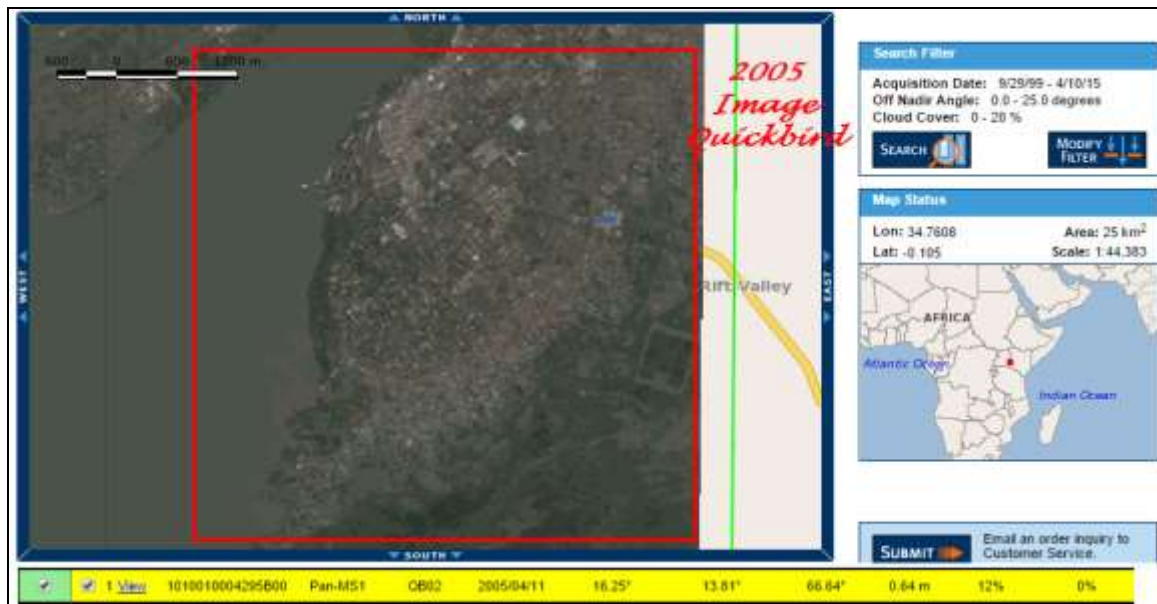 NORTH
600 0 600 1200 m.
2005
Image
Quickbird
Rift Valley
WEST
EAST
SOUTH
Search Filter
Acquisition Date: 9/29/99 - 4/10/15
Off Nadir Angle: 0.0 - 25.0 degrees
Cloud Cover: 0 - 20 %
SEARCH
MODIFY
FILTER
Map Status
Lon: 34.7608 Area: 25 km2
Lat: -0.105 Scale: 1:44,383
AFRICA
Atlantic Ocean
Indian Ocean
SUBMIT
Email an order inquiry to
Customer Service.
1 View 1010010004295B00 Pan-MS1 QB02 2005/04/11 16.25° 13.81° 66.64° 0.64 m 12% 0%